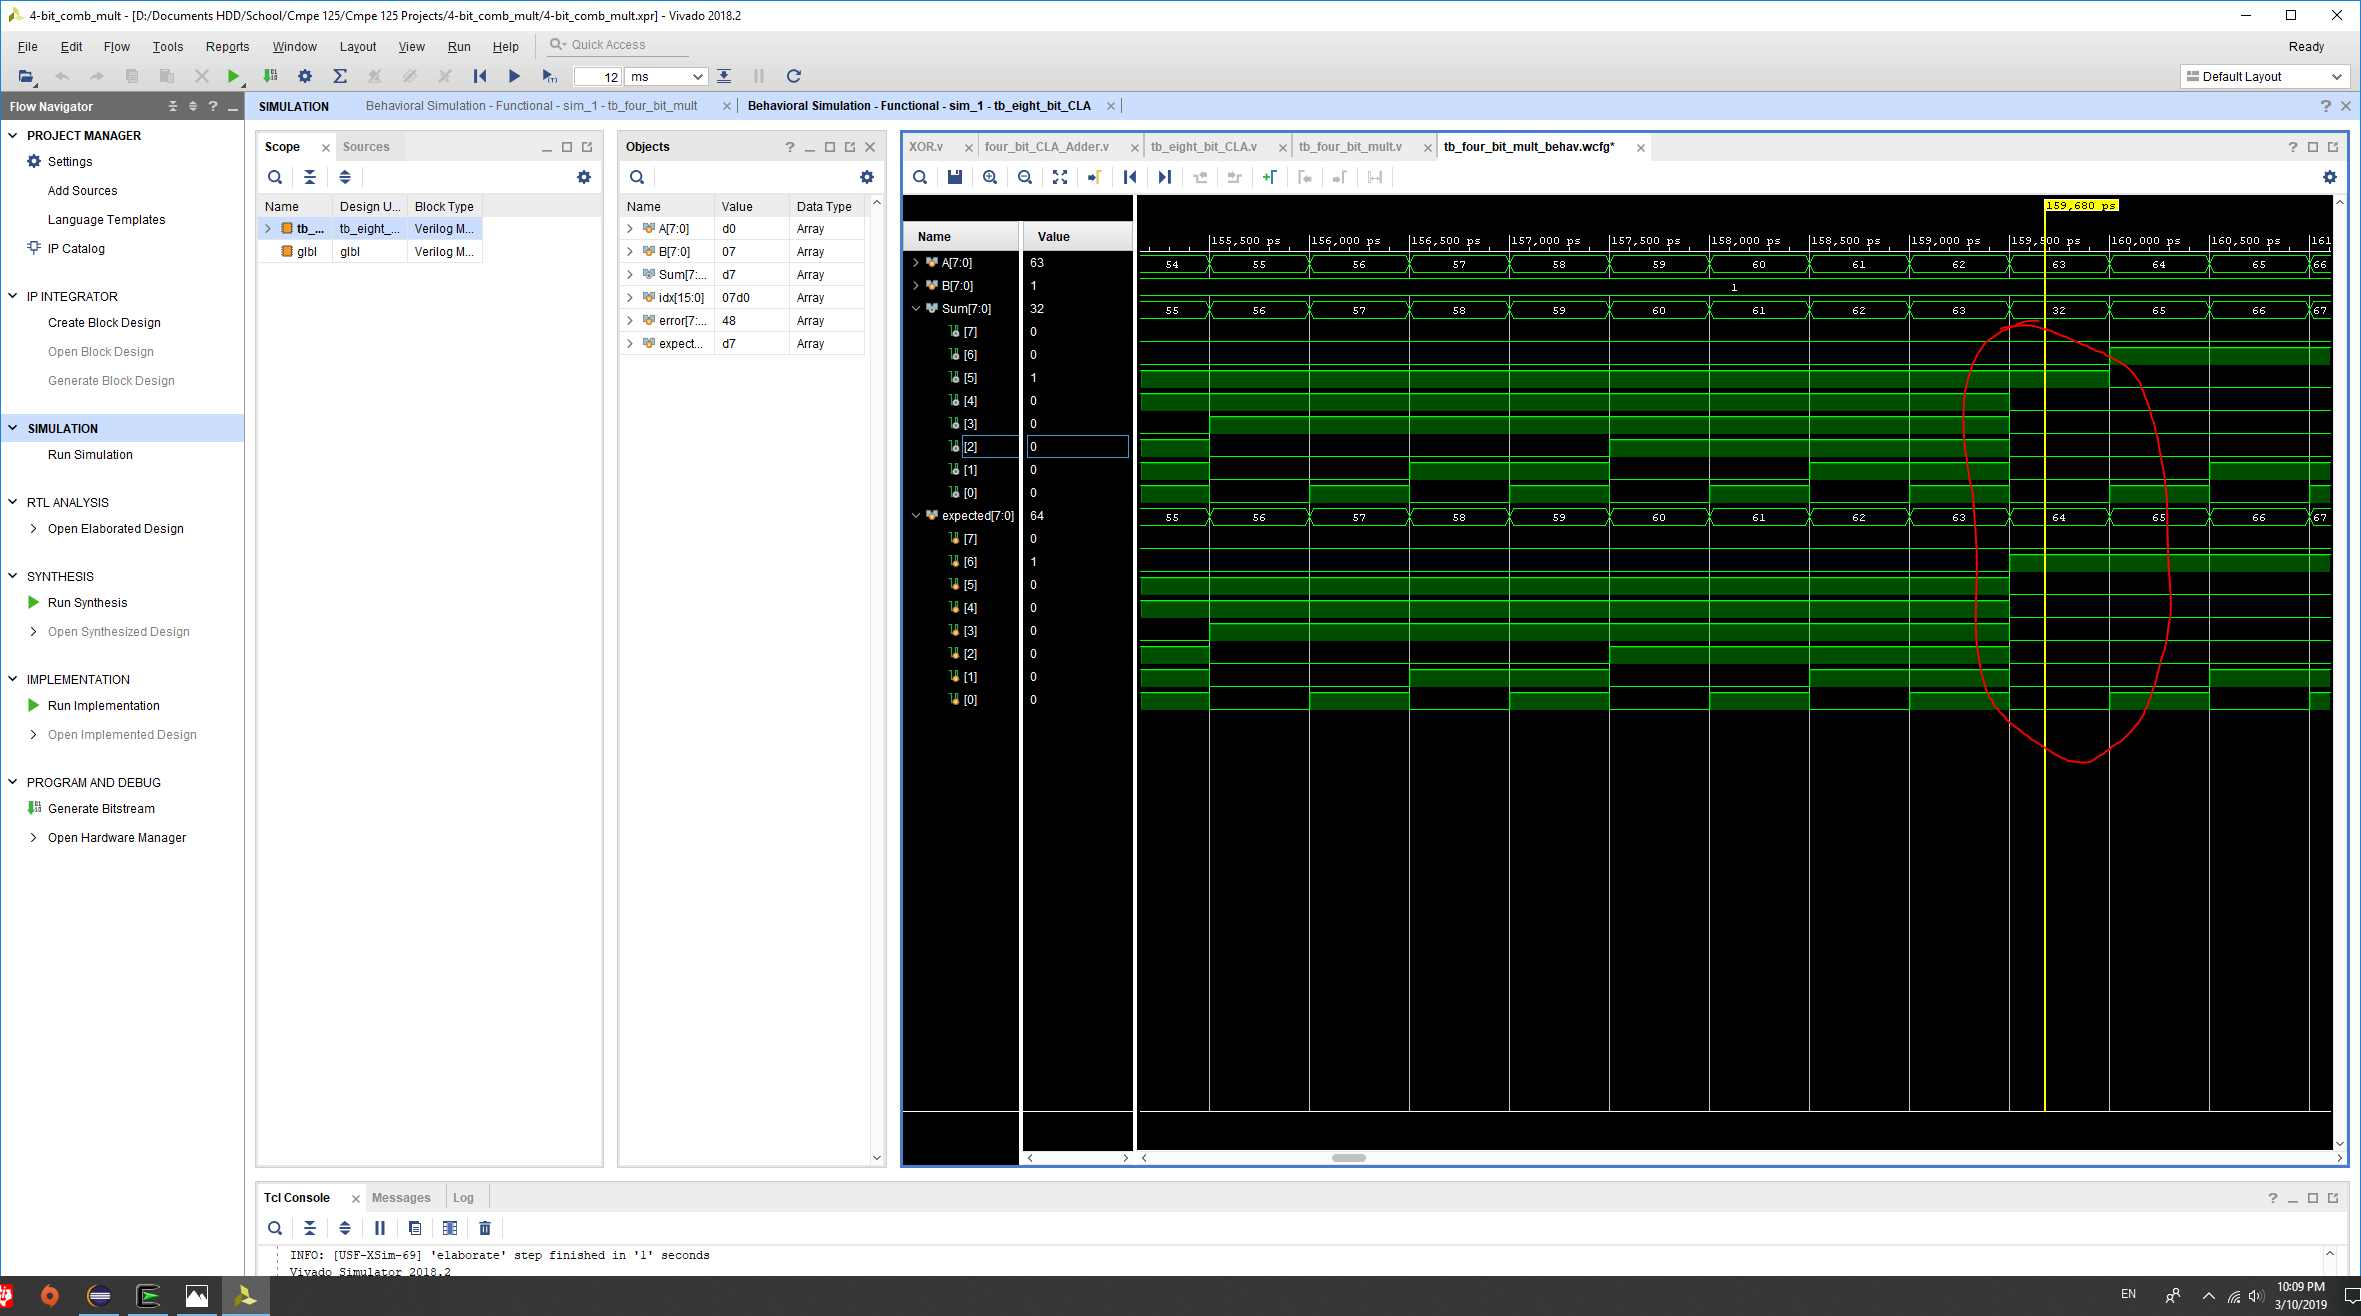 4-bit_comb_mult - [D:/Documents HDD/School/Cmpe 125/Cmpe 125 Projects/4-bit_comb_mult/4-bit_comb_mult.xpr] - Vivado 2018.2
File Edit Flow Tools Reports Window Layout View Run Help Quick Access Ready
12 ms Default Layout
Flow Navigator
SIMULATION Behavioral Simulation - Functional - sim_1 - tb_four_bit_mult Behavioral Simulation - Functional - sim_1 - tb_eight_bit_CLA
PROJECT MANAGER
Settings
Add Sources
Language Templates
IP Catalog
IP INTEGRATOR
Create Block Design
Open Block Design
Generate Block Design
SIMULATION
Run Simulation
RTL ANALYSIS
Open Elaborated Design
SYNTHESIS
Run Synthesis
Open Synthesized Design
IMPLEMENTATION
Run Implementation
Open Implemented Design
PROGRAM AND DEBUG
Generate Bitstream
Open Hardware Manager
Scope Sources
Name Design U... Block Type
tb_... tb_eight_... Verilog M...
glbl glbl Verilog M...
Objects
Name Value Data Type
A[7:0] d0 Array
B[7:0] 07 Array
Sum[7:... d7 Array
idx[15:0] 07d0 Array
error[7:... 48 Array
expect... d7 Array
XOR.v four_bit_CLA_Adder.v tb_eight_bit_CLA.v tb_four_bit_mult.v tb_four_bit_mult_behav.wcfg*
159,680 ps
Name Value
155,500 ps 156,000 ps 156,500 ps 157,000 ps 157,500 ps 158,000 ps 158,500 ps 159,000 ps 159,500 ps 160,000 ps 160,500 ps 161
A[7:0] 63 54 55 56 57 58 59 60 61 62 63 64 65 66
B[7:0] 1 1
Sum[7:0] 32 55 56 57 58 59 60 61 62 63 32 65 66 67
[7] 0
[6] 0
[5] 1
[4] 0
[3] 0
[2] 0
[1] 0
[0] 0
expected[7:0] 64 55 56 57 58 59 60 61 62 63 64 65 66 67
[7] 0
[6] 1
[5] 0
[4] 0
[3] 0
[2] 0
[1] 0
[0] 0
Tcl Console Messages Log
INFO: [USF-XSim-69] 'elaborate' step finished in '1' seconds
Vivado Simulator 2018.2
EN
10:09 PM
3/10/2019